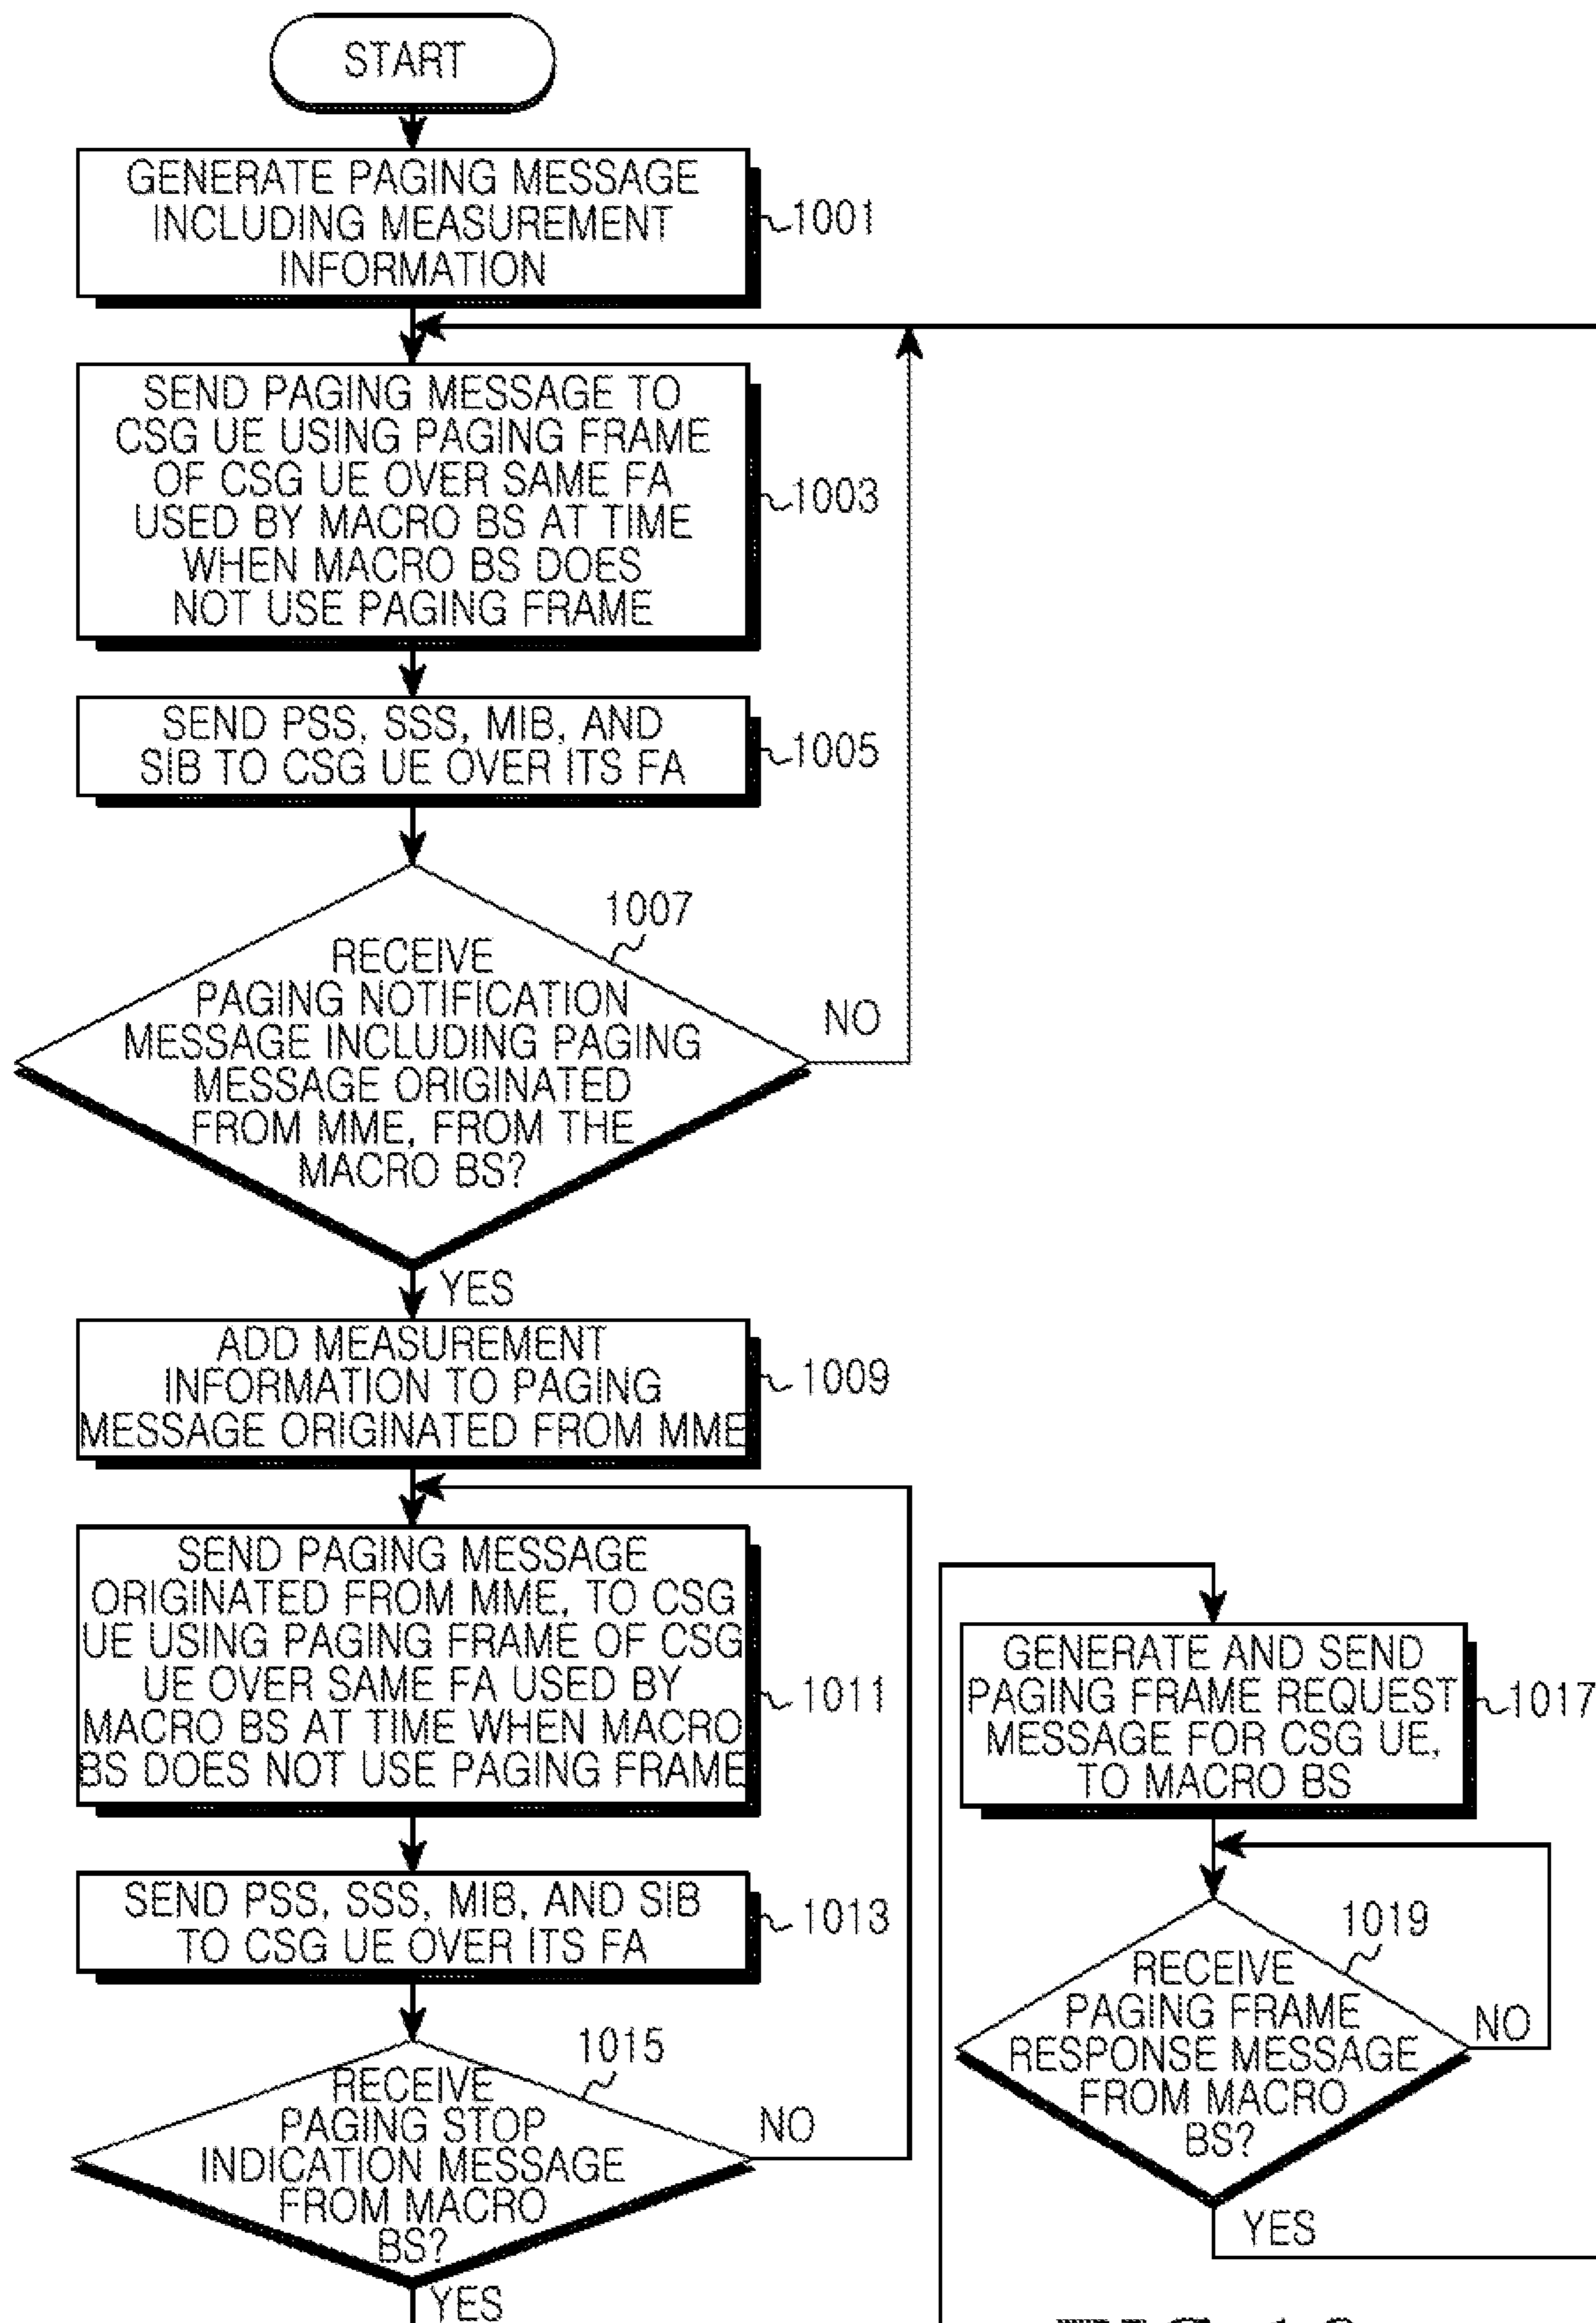 START
GENERATE PAGING MESSAGE
INCLUDING MEASUREMENT
INFORMATION
1001
SEND PAGING MESSAGE TO
CSG UE USING PAGING FRAME
OF CSG UE OVER SAME FA
USED BY MACRO BS AT TIME
WHEN MACRO BS DOES
NOT USE PAGING FRAME
1003
SEND PSS, SSS, MIB, AND
SIB TO CSG UE OVER ITS FA
1005
1007
RECEIVE
PAGING NOTIFICATION
MESSAGE INCLUDING PAGING
MESSAGE ORIGINATED
FROM MME, FROM THE
MACRO BS?
NO
YES
ADD MEASUREMENT
INFORMATION TO PAGING
MESSAGE ORIGINATED FROM MME
1009
SEND PAGING MESSAGE
ORIGINATED FROM MME, TO CSG
UE USING PAGING FRAME OF CSG
UE OVER SAME FA USED BY
MACRO BS AT TIME WHEN MACRO
BS DOES NOT USE PAGING FRAME
1011
SEND PSS, SSS, MIB, AND SIB
TO CSG UE OVER ITS FA
1013
1015
RECEIVE
PAGING STOP
INDICATION MESSAGE
FROM MACRO
BS?
NO
YES
GENERATE AND SEND
PAGING FRAME REQUEST
MESSAGE FOR CSG UE,
TO MACRO BS
1017
1019
RECEIVE
PAGING FRAME
RESPONSE MESSAGE
FROM MACRO
BS?
NO
YES